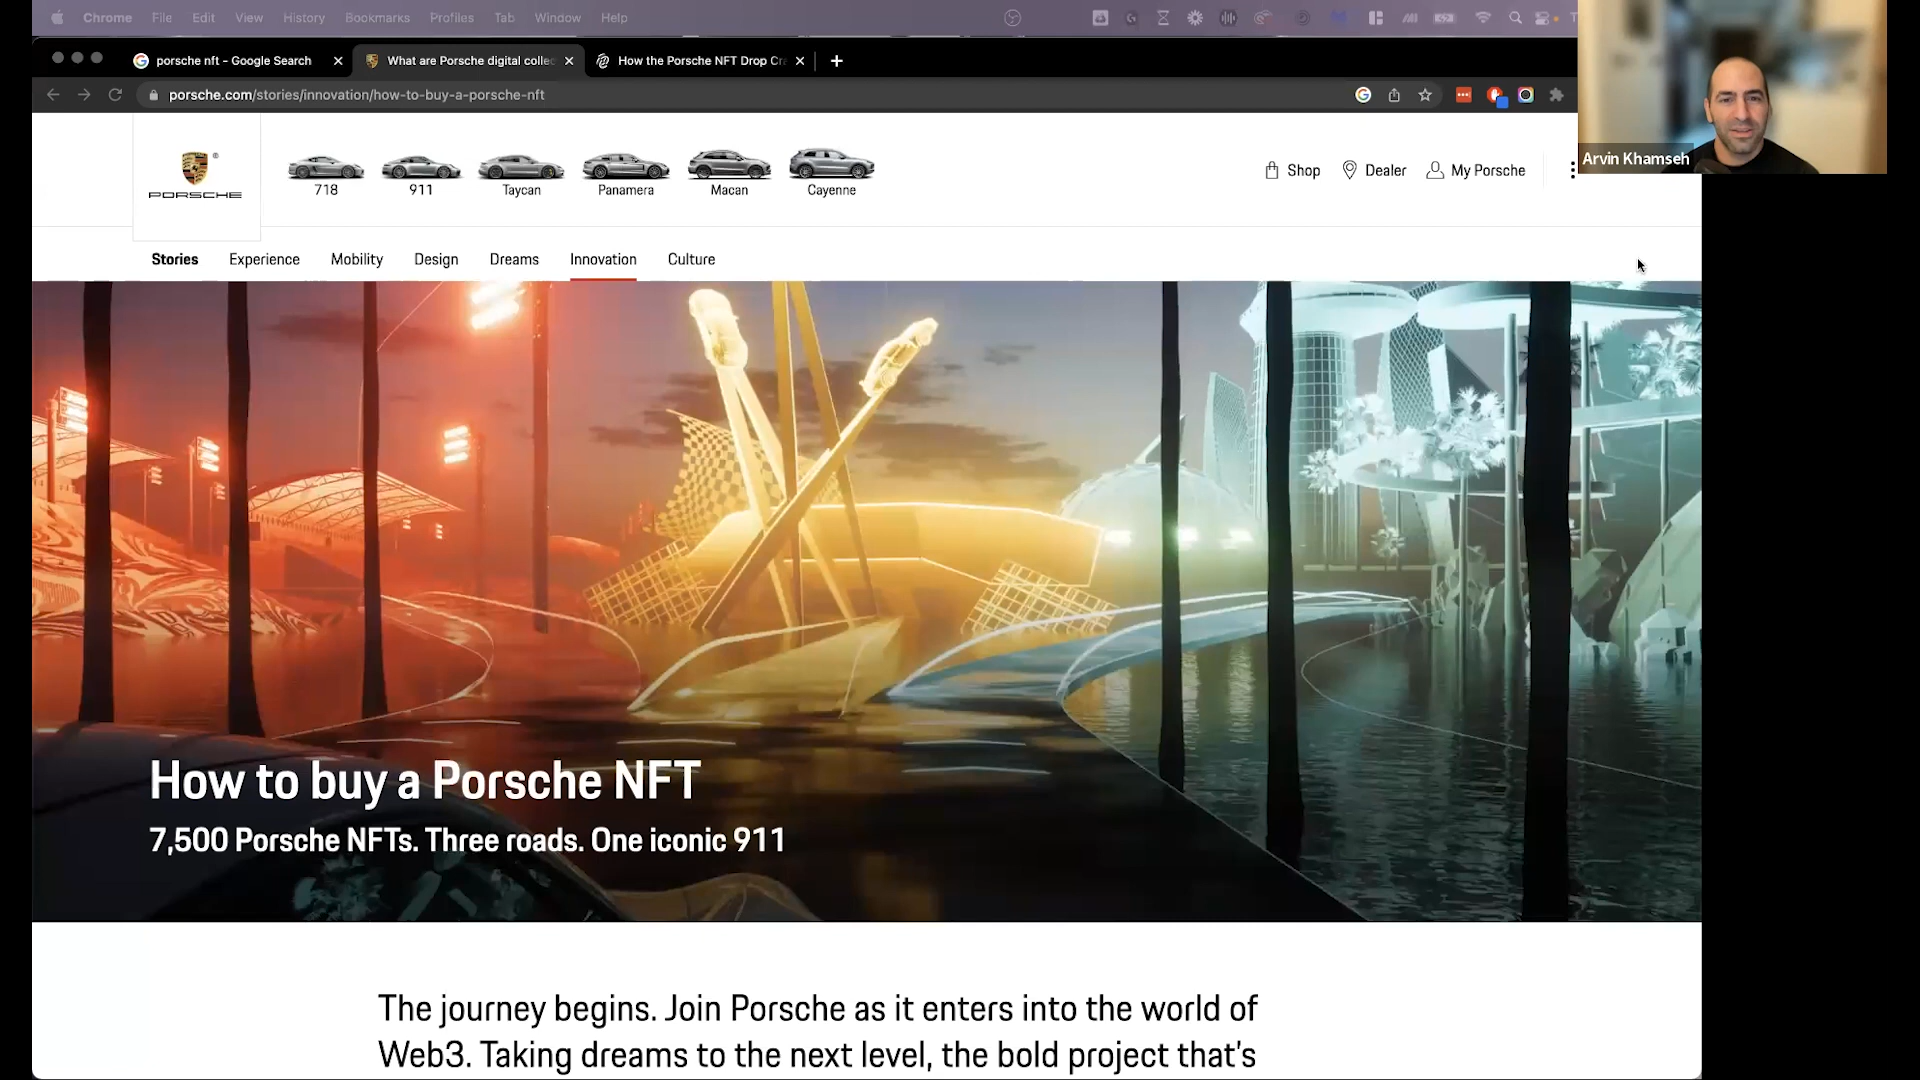 Chrome File Edit View History Bookmarks Profiles Tab Window Help
porsche nft - Google Search
What are Porsche digital collec
How the Porsche NFT Drop Cra
porsche.com/stories/innovation/how-to-buy-a-porsche-nft
Arvin Khamseh
PORSCHE
718
911
Taycan
Panamera
Macan
Cayenne
Shop
Dealer
My Porsche
Stories Experience Mobility Design Dreams Innovation Culture
How to buy a Porsche NFT
7,500 Porsche NFTs. Three roads. One iconic 911
The journey begins. Join Porsche as it enters into the world of
Web3. Taking dreams to the next level, the bold project that's